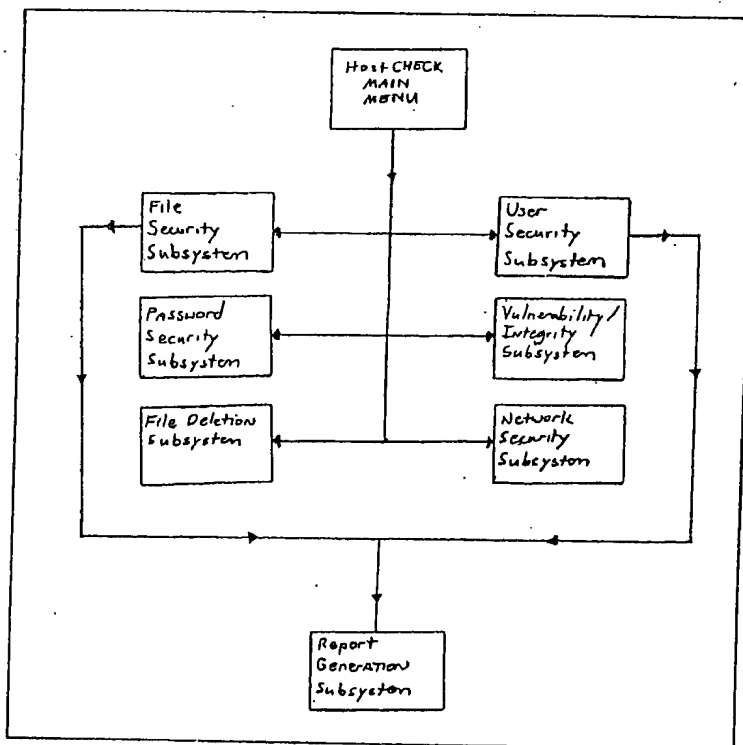 Host CHECK
MAIN
MENU
File
Security
Subsystem
User
Security
Subsystem
Password
Security
Subsystem
Vulnerability/
Integrity
Subsystem
File Deletion
Subsystem
Network
Security
Subsystem
Report
Generation
Subsystem